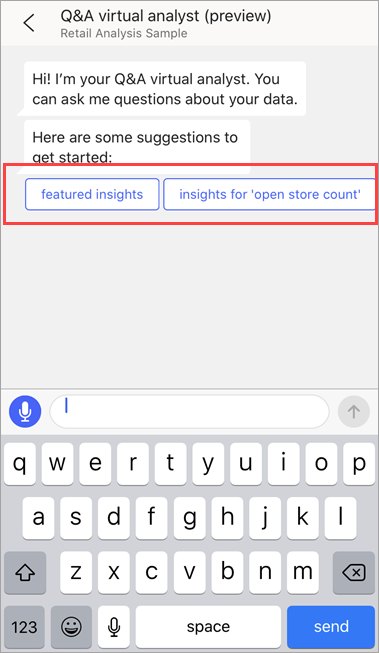 Q&A virtual analyst (preview)
Retail Analysis Sample
Hi! I’m your Q&A virtual analyst. You
can ask me questions about your data.
Here are some suggestions to
get started:
featured insights insights for 'open store count'
q w e r t y u i o p
a s d f g h j k l
z x c v b n m
123 space send